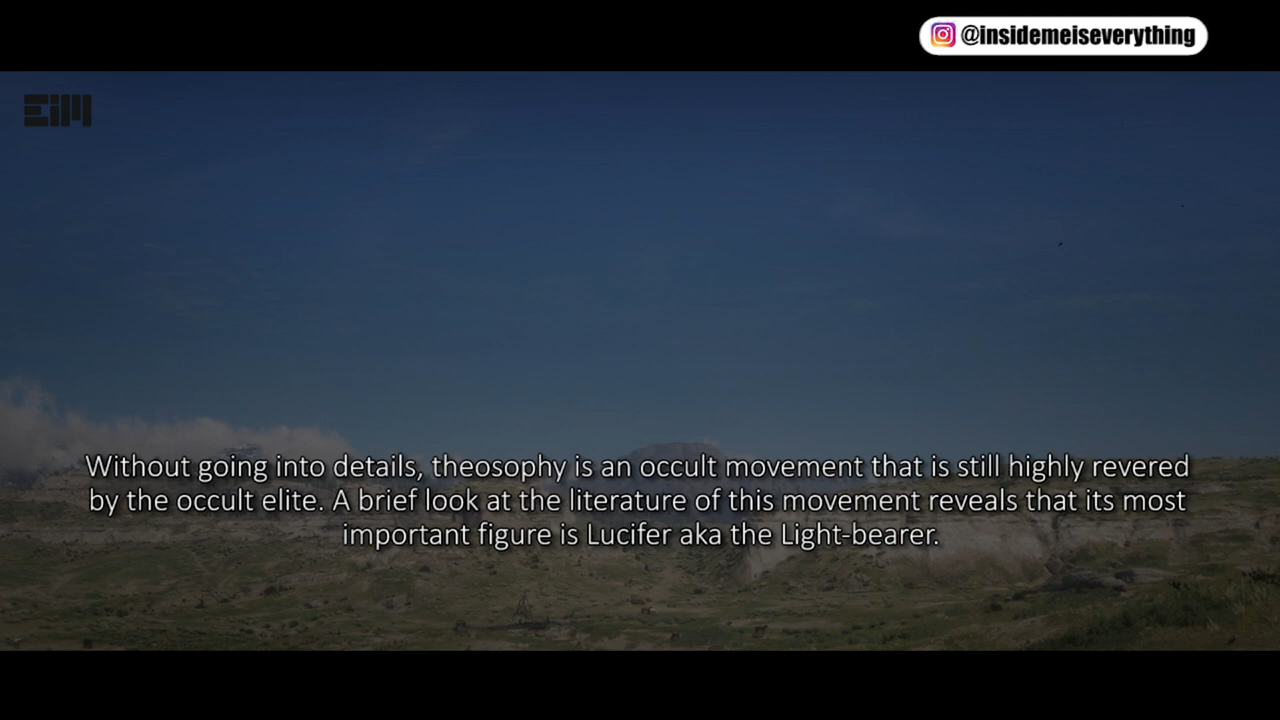 @insidemeiseverything
EIM
Without going into details, theosophy is an occult movement that is still highly revered
by the occult elite. A brief look at the literature of this movement reveals that its most
important figure is Lucifer aka the Light-bearer.